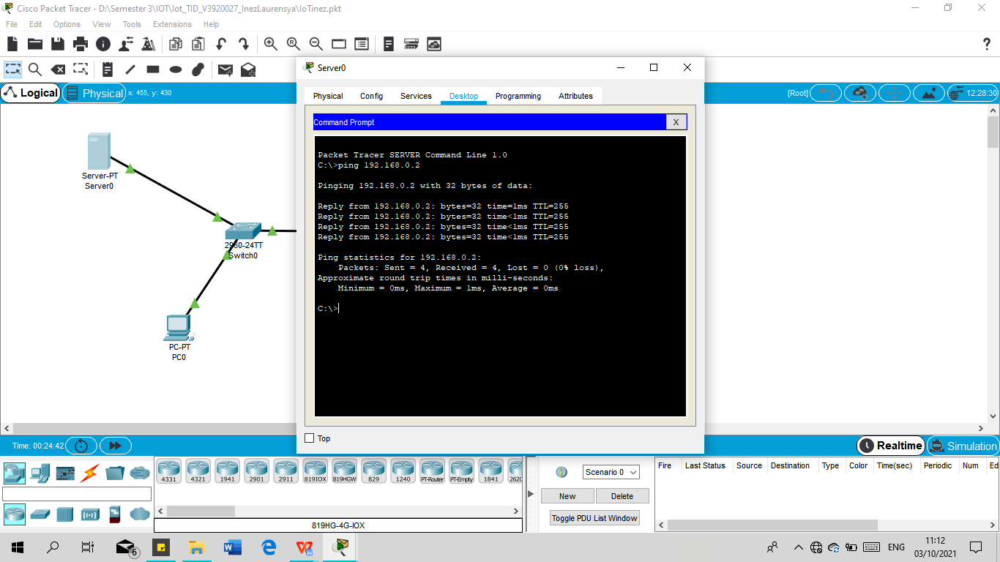 Cisco Packet Tracer - D:\Semester 3\IOT\Iot_TID_V3920027_InezLaurensya\IoTinez.pkt
File Edit Options View Tools Extensions Help
Logical Physical x: 455, y: 430
[Root] 12:28:30
Server-PT
Server0
2960-24TT
Switch0
PC-PT
PC0
Server0
Physical Config Services Desktop Programming Attributes
Command Prompt X
Packet Tracer SERVER Command Line 1.0
C:\>ping 192.168.0.2
Pinging 192.168.0.2 with 32 bytes of data:
Reply from 192.168.0.2: bytes=32 time=1ms TTL=255
Reply from 192.168.0.2: bytes=32 time<1ms TTL=255
Reply from 192.168.0.2: bytes=32 time<1ms TTL=255
Reply from 192.168.0.2: bytes=32 time<1ms TTL=255
Ping statistics for 192.168.0.2:
Packets: Sent = 4, Received = 4, Lost = 0 (0% loss),
Approximate round trip times in milli-seconds:
Minimum = 0ms, Maximum = 1ms, Average = 0ms
C:\>
Top
Time: 00:24:42
Realtime Simulation
4331 4321 1941 2901 2911 819IOX 819HGW 829 1240 PT-Router PT-Empty 1841 2620
819HG-4G-IOX
Scenario 0
New Delete
Toggle PDU List Window
Fire Last Status Source Destination Type Color Time(sec) Periodic Num Ed
6
ENG
11:12
03/10/2021